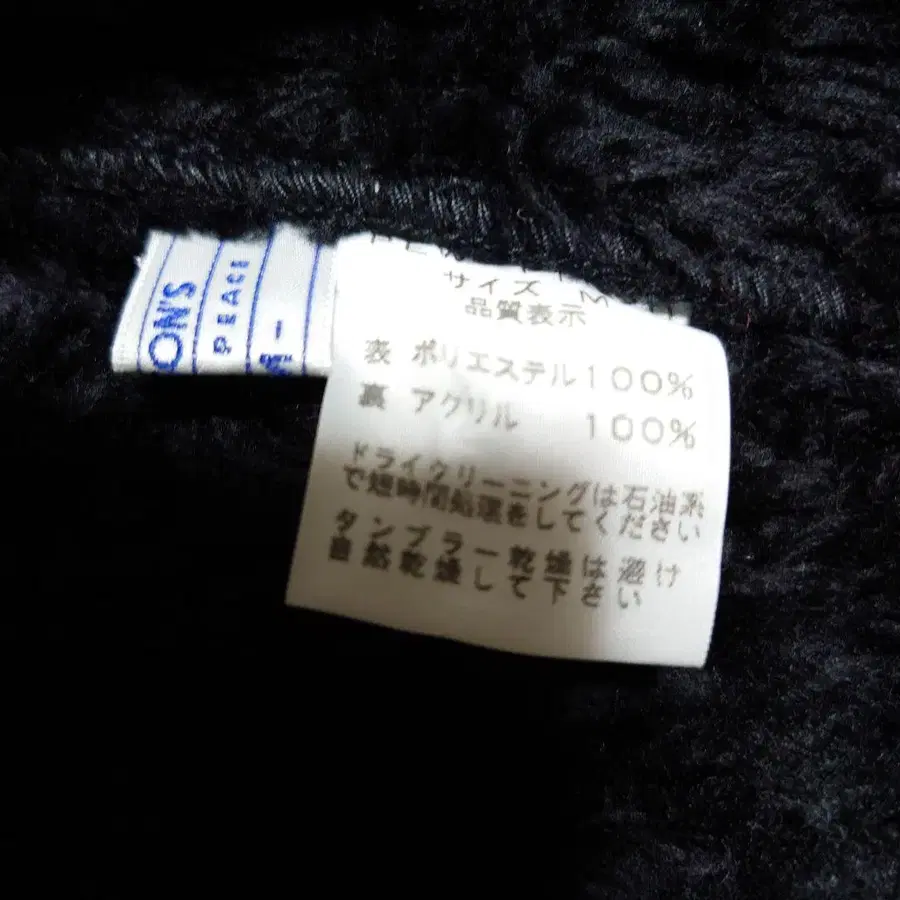 ON'S
PEACE
A-
サイズ M
品質表示
表 ポリエステル100%
裏 アクリル 100%
ドライクリーニングは石油系
で短時間処理をしてください
タンブラー乾燥は避け
自然乾燥して下さい